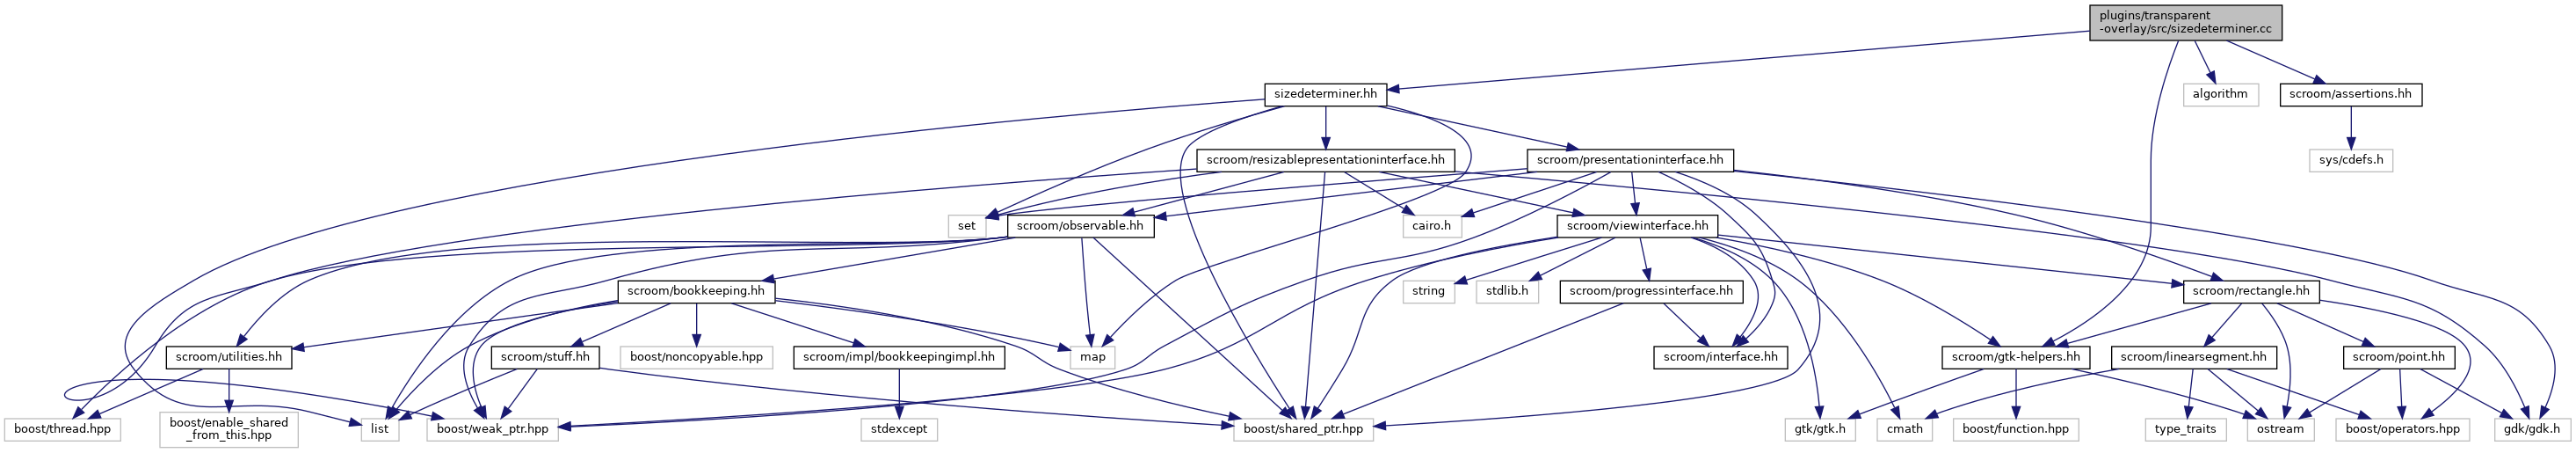 plugins/transparent
-overlay/src/sizedeterminer.cc
sizedeterminer.hh
algorithm
scroom/assertions.hh
scroom/resizablepresentationinterface.hh
scroom/presentationinterface.hh
sys/cdefs.h
set
scroom/observable.hh
cairo.h
scroom/viewinterface.hh
scroom/bookkeeping.hh
string
stdlib.h
scroom/progressinterface.hh
scroom/rectangle.hh
scroom/utilities.hh
scroom/stuff.hh
boost/noncopyable.hpp
scroom/impl/bookkeepingimpl.hh
map
scroom/interface.hh
scroom/gtk-helpers.hh
scroom/linearsegment.hh
scroom/point.hh
boost/thread.hpp
boost/enable_shared
_from_this.hpp
list
boost/weak_ptr.hpp
stdexcept
boost/shared_ptr.hpp
gtk/gtk.h
cmath
boost/function.hpp
type_traits
ostream
boost/operators.hpp
gdk/gdk.h